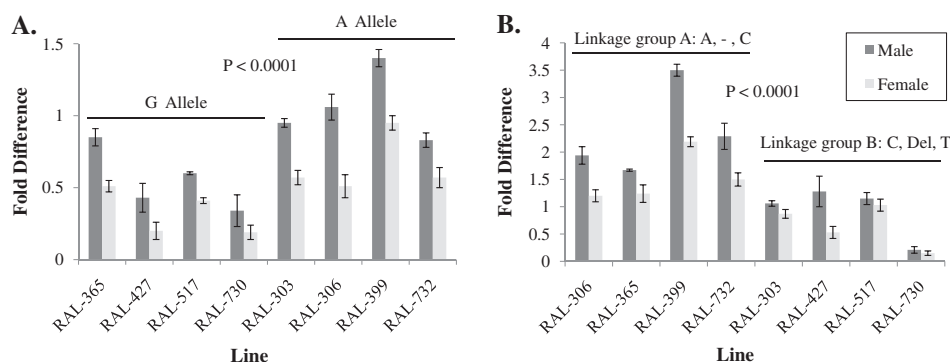 A.
A Allele
P < 0.0001
G Allele
Fold Difference
1.5
1
0.5
0
RAL-365
RAL-427
RAL-517
RAL-730
RAL-303
RAL-306
RAL-399
RAL-732
Line
B.
Linkage group A: A, - , C
P < 0.0001
Linkage group B: C, Del, T
Male
Female
Fold Difference
4
3.5
3
2.5
2
1.5
1
0.5
0
RAL-306
RAL-365
RAL-399
RAL-732
RAL-303
RAL-427
RAL-517
RAL-730
Line